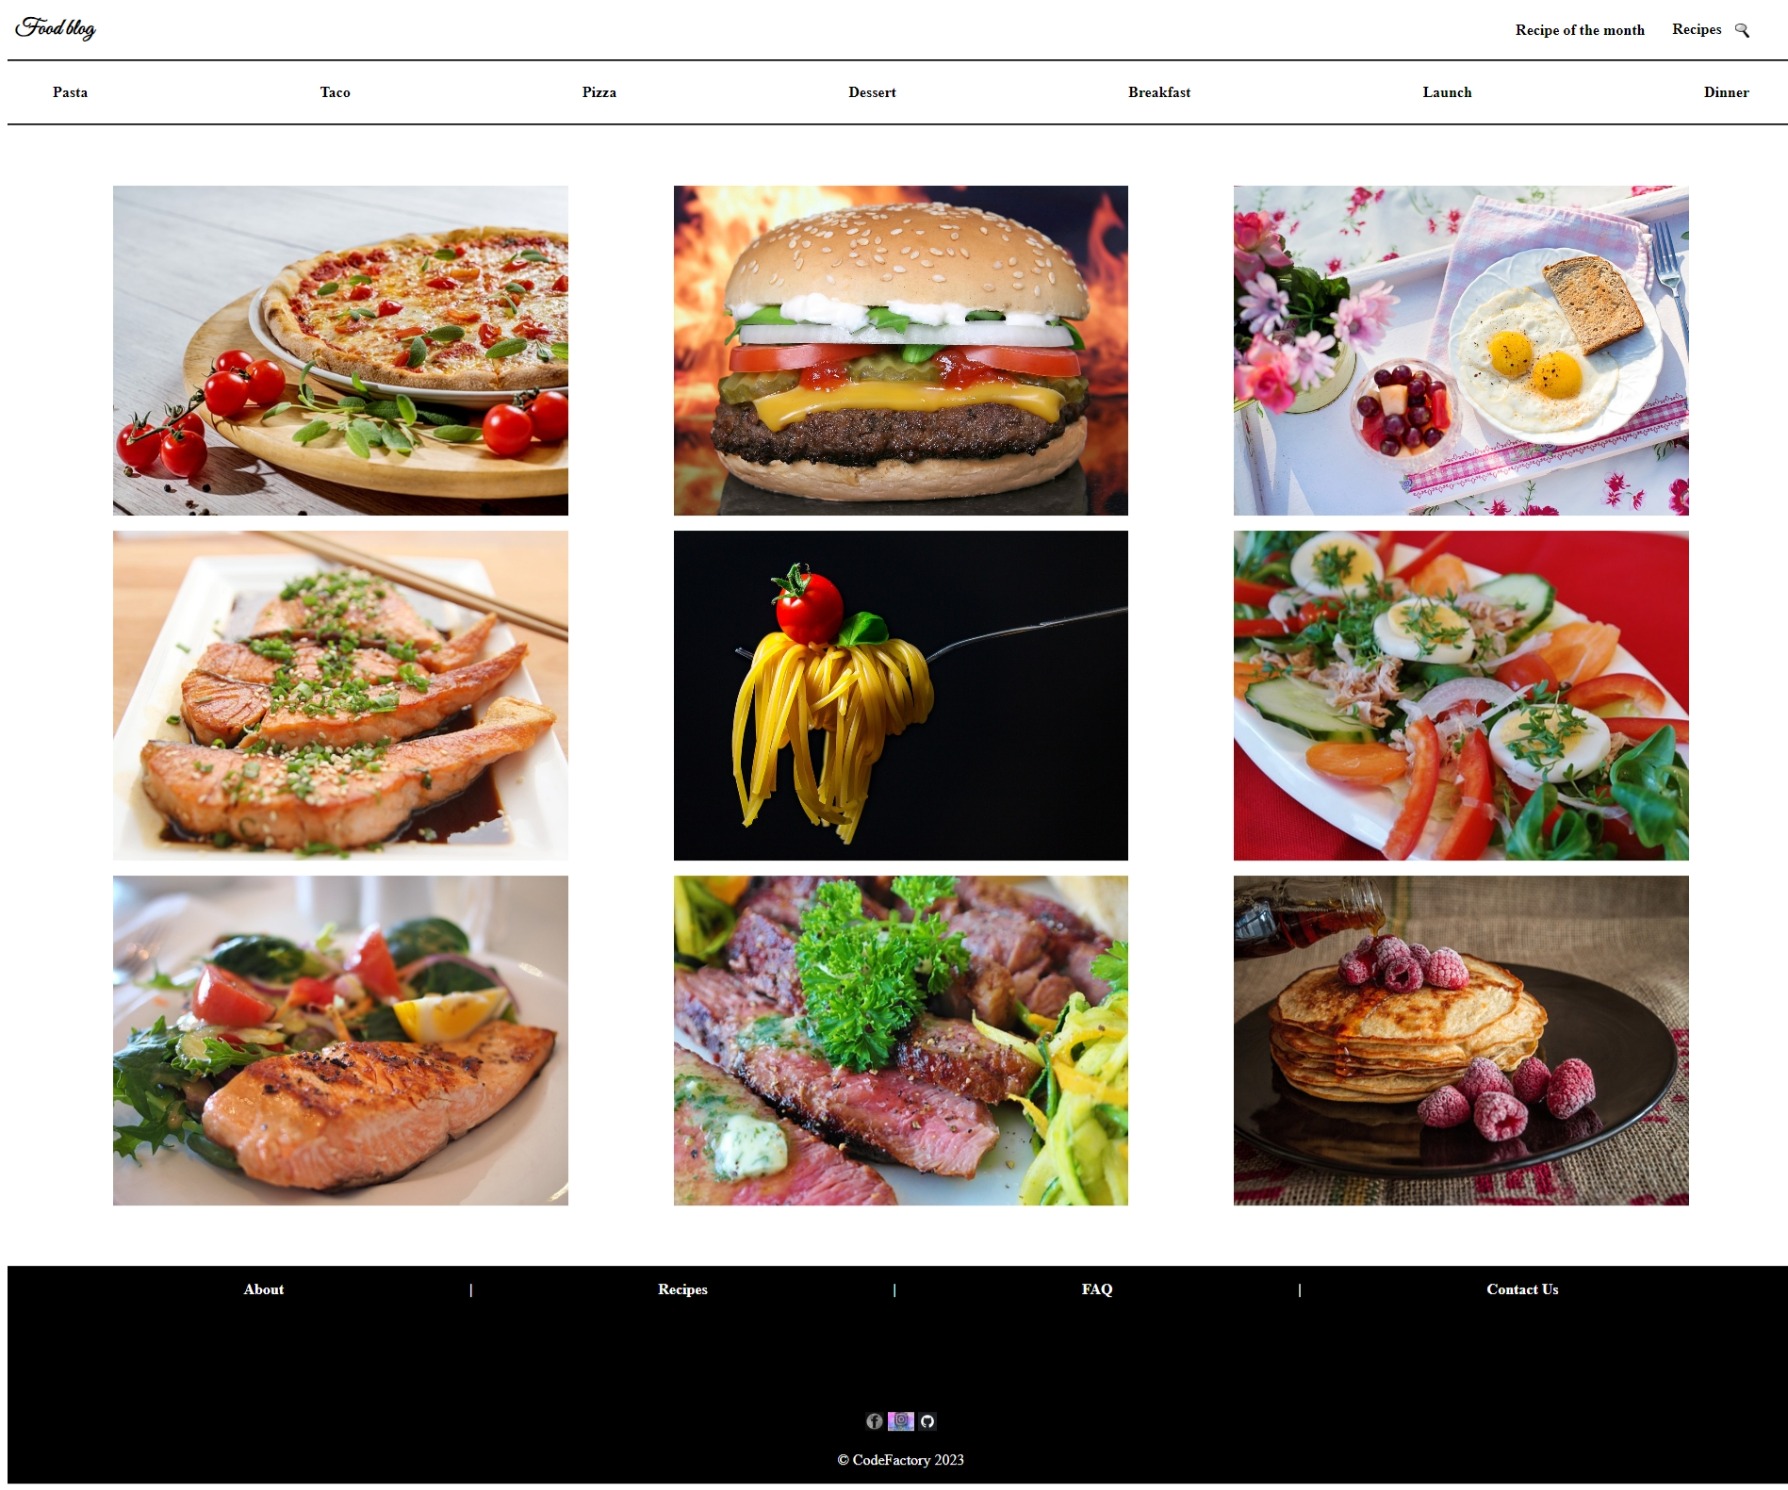 Food blog
Recipe of the month Recipes
Pasta Taco Pizza Dessert Breakfast Launch Dinner
About | Recipes | FAQ | Contact Us
© CodeFactory 2023